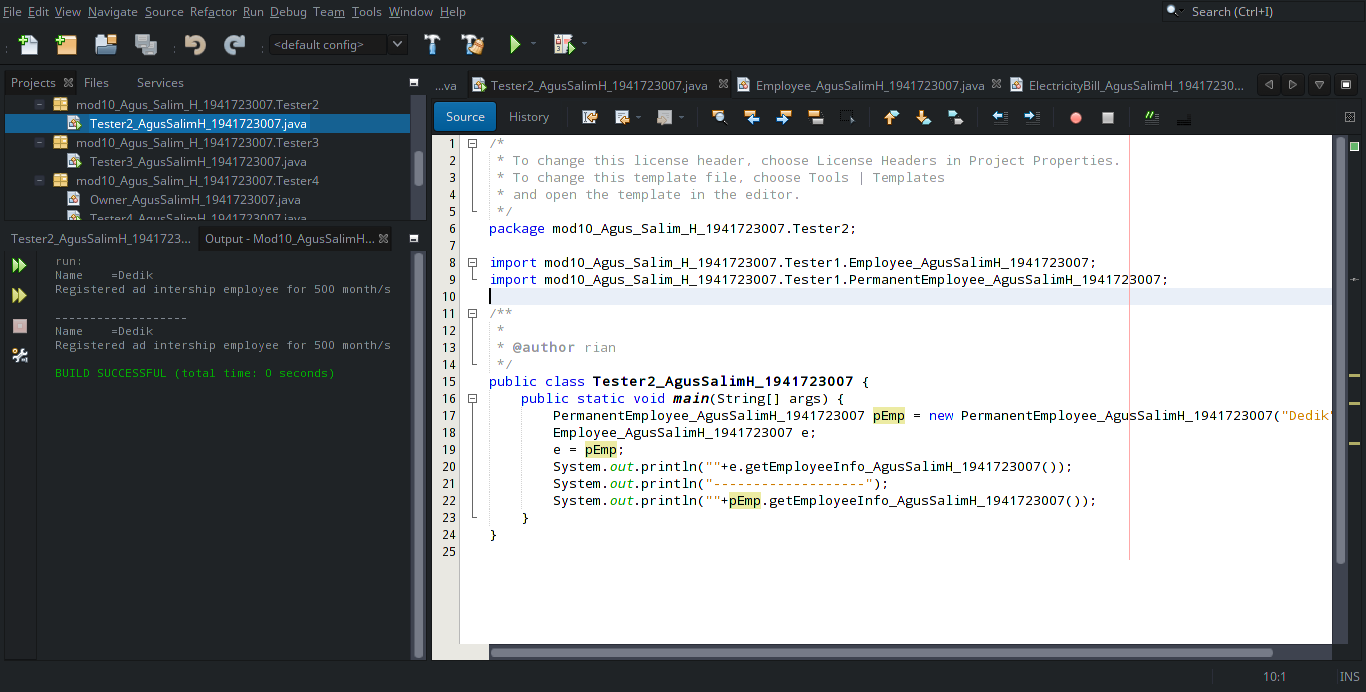 File Edit View Navigate Source Refactor Run Debug Team Tools Window Help
Search (Ctrl+I)
<default config>
Projects Files Services
mod10_Agus_Salim_H_1941723007.Tester2
Tester2_AgusSalimH_1941723007.java
mod10_Agus_Salim_H_1941723007.Tester3
Tester3_AgusSalimH_1941723007.java
mod10_Agus_Salim_H_1941723007.Tester4
Owner_AgusSalimH_1941723007.java
Tester4_AgusSalimH_1941723007.java
Tester2_AgusSalimH_1941723... Output - Mod10_AgusSalimH...
run:
Name    =Dedik
Registered ad intership employee for 500 month/s
-------------------
Name    =Dedik
Registered ad intership employee for 500 month/s
BUILD SUCCESSFUL (total time: 0 seconds)
...va Tester2_AgusSalimH_1941723007.java Employee_AgusSalimH_1941723007.java ElectricityBill_AgusSalimH_19417230...
Source History
1 /*
2 * To change this license header, choose License Headers in Project Properties.
3 * To change this template file, choose Tools | Templates
4 * and open the template in the editor.
5 */
6 package mod10_Agus_Salim_H_1941723007.Tester2;
7
8 import mod10_Agus_Salim_H_1941723007.Tester1.Employee_AgusSalimH_1941723007;
9 import mod10_Agus_Salim_H_1941723007.Tester1.PermanentEmployee_AgusSalimH_1941723007;
10
11 /**
12 *
13 * @author rian
14 */
15 public class Tester2_AgusSalimH_1941723007 {
16 public static void main(String[] args) {
17 PermanentEmployee_AgusSalimH_1941723007 pEmp = new PermanentEmployee_AgusSalimH_1941723007("Dedik"
18 Employee_AgusSalimH_1941723007 e;
19 e = pEmp;
20 System.out.println(""+e.getEmployeeInfo_AgusSalimH_1941723007());
21 System.out.println("-------------------");
22 System.out.println(""+pEmp.getEmployeeInfo_AgusSalimH_1941723007());
23 }
24 }
25
10:1 INS